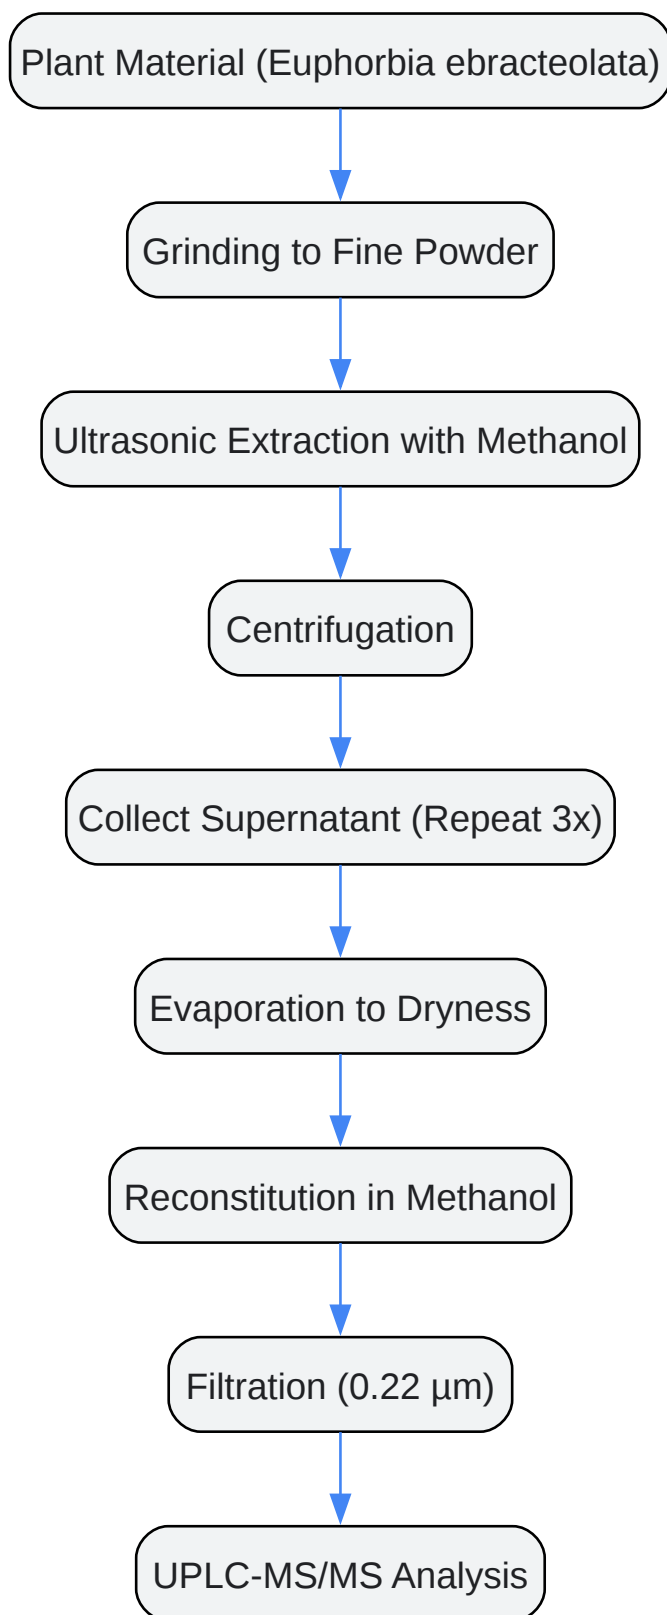 Plant Material (Euphorbia ebracteolata)
Grinding to Fine Powder
Ultrasonic Extraction with Methanol
Centrifugation
Collect Supernatant (Repeat 3x)
Evaporation to Dryness
Reconstitution in Methanol
Filtration (0.22 µm)
UPLC-MS/MS Analysis